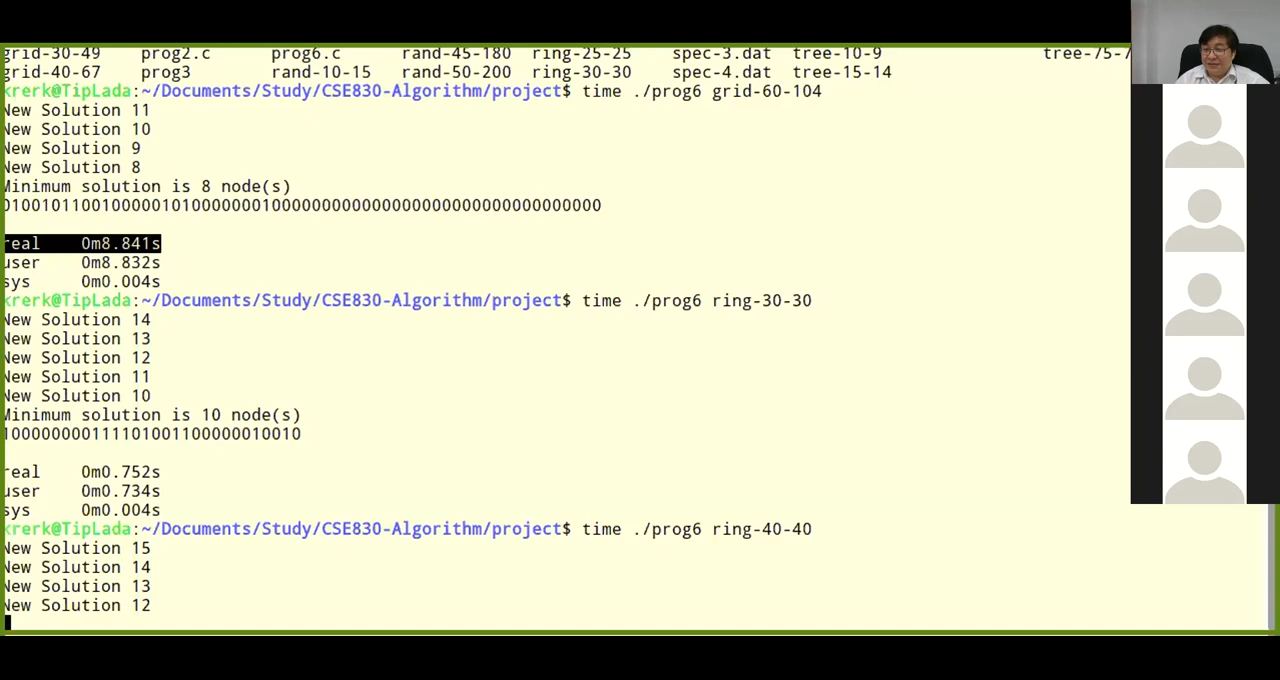 grid-30-49 prog2.c prog6.c rand-45-180 ring-25-25 spec-3.dat tree-10-9 tree-75-7
grid-40-67 prog3 rand-10-15 rand-50-200 ring-30-30 spec-4.dat tree-15-14
krerk@TipLada:~/Documents/Study/CSE830-Algorithm/project$ time ./prog6 grid-60-104
New Solution 11
New Solution 10
New Solution 9
New Solution 8
Minimum solution is 8 node(s)
010010110010000010100000001000000000000000000000000000000000
real 0m8.841s
user 0m8.832s
sys 0m0.004s
krerk@TipLada:~/Documents/Study/CSE830-Algorithm/project$ time ./prog6 ring-30-30
New Solution 14
New Solution 13
New Solution 12
New Solution 11
New Solution 10
Minimum solution is 10 node(s)
100000000111101001100000010010
real 0m0.752s
user 0m0.734s
sys 0m0.004s
krerk@TipLada:~/Documents/Study/CSE830-Algorithm/project$ time ./prog6 ring-40-40
New Solution 15
New Solution 14
New Solution 13
New Solution 12